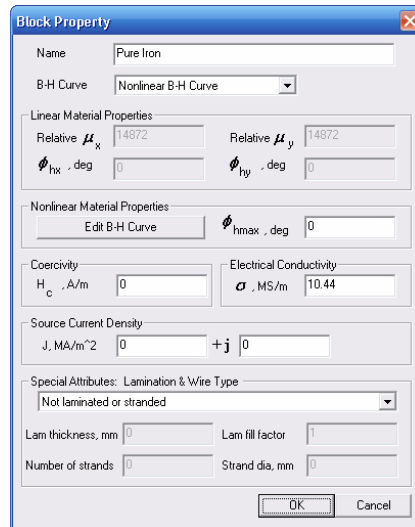 Block Property
Name Pure Iron
B-H Curve Nonlinear B-H Curve
Linear Material Properties
Relative μx 14872 Relative μy 14872
ϕhx , deg 0 ϕhy , deg 0
Nonlinear Material Properties
Edit B-H Curve ϕhmax , deg 0
Coercivity Electrical Conductivity
Hc , A/m 0 σ , MS/m 10.44
Source Current Density
J, MA/m^2 0 +j 0
Special Attributes: Lamination & Wire Type
Not laminated or stranded
Lam thickness, mm 0 Lam fill factor 1
Number of strands 0 Strand dia, mm 0
OK Cancel